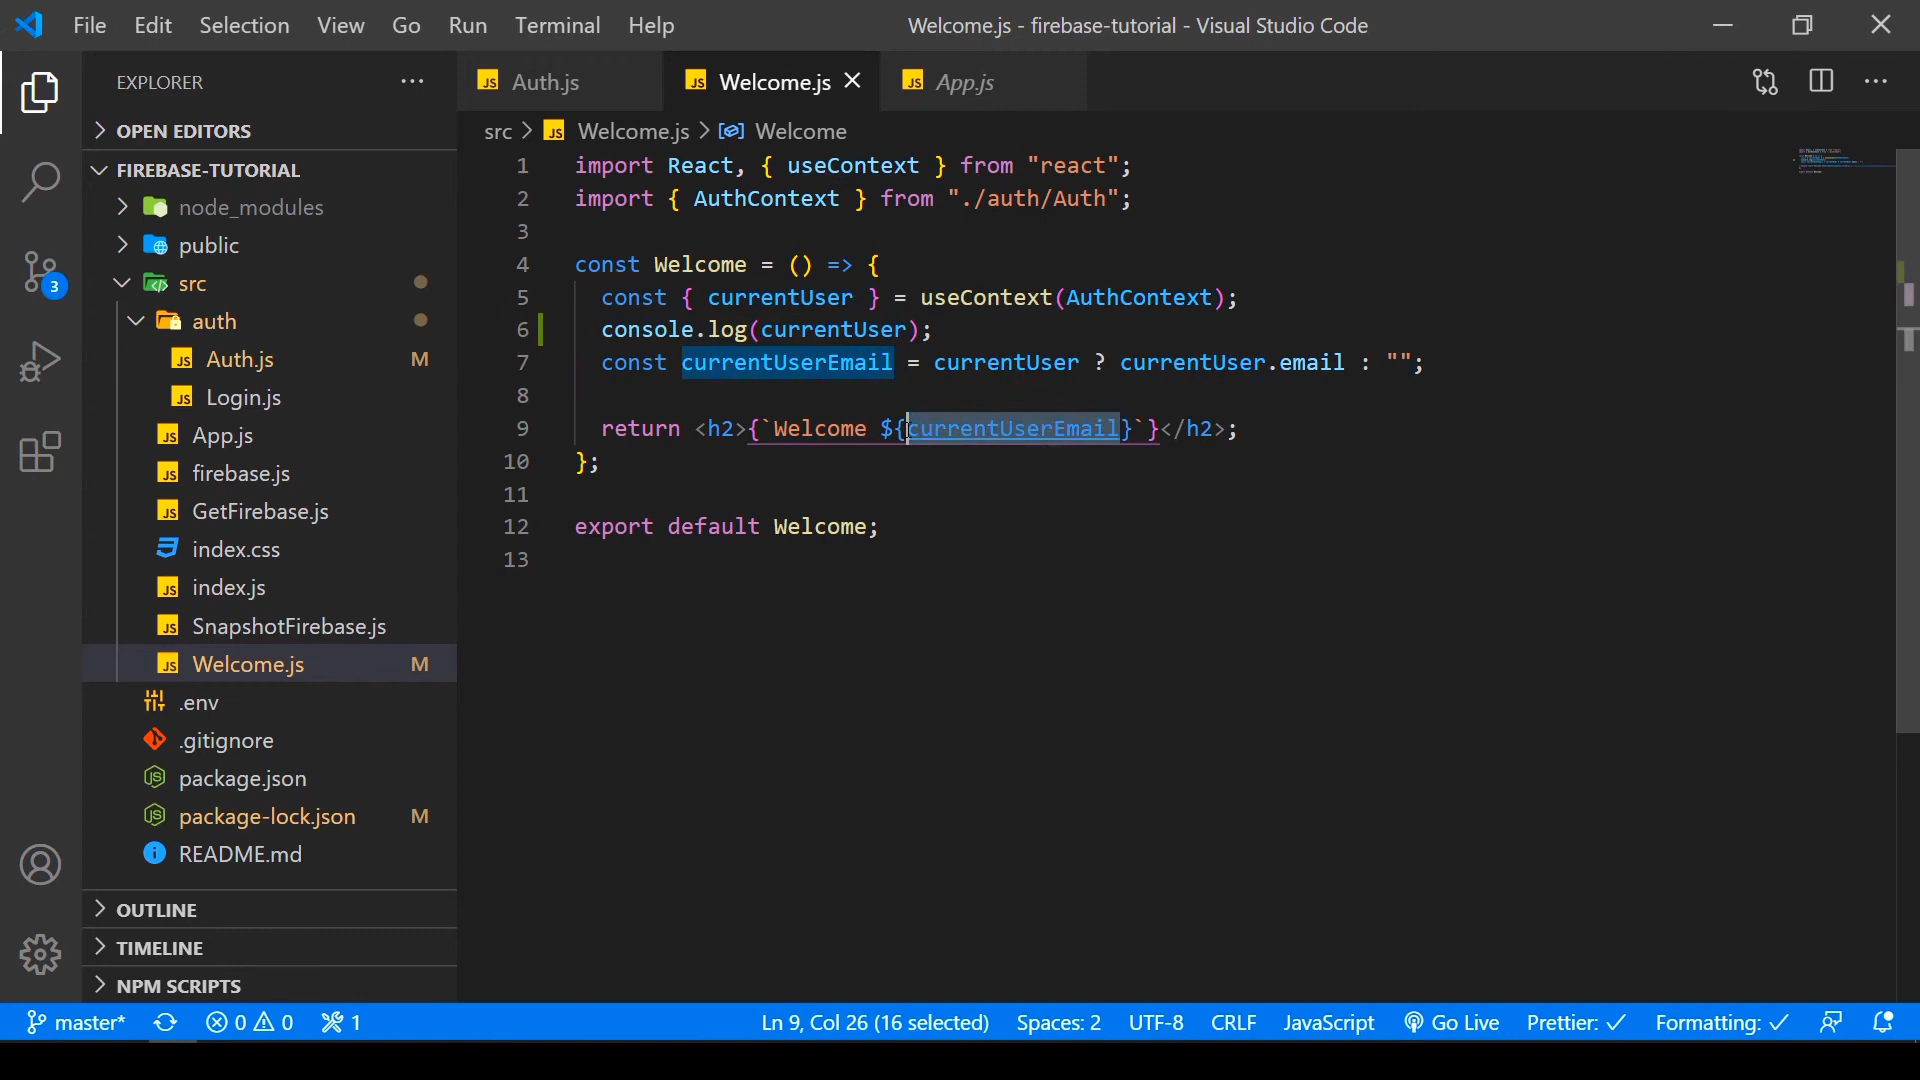 File Edit Selection View Go Run Terminal Help Welcome.js - firebase-tutorial - Visual Studio Code
EXPLORER
Auth.js Welcome.js App.js
OPEN EDITORS
src > Welcome.js > Welcome
FIREBASE-TUTORIAL
node_modules
public
src
auth
Auth.js M
Login.js
App.js
firebase.js
GetFirebase.js
index.css
index.js
SnapshotFirebase.js
Welcome.js M
.env
.gitignore
package.json
package-lock.json M
README.md
OUTLINE
TIMELINE
NPM SCRIPTS
3
1 import React, { useContext } from "react";
2 import { AuthContext } from "./auth/Auth";
3
4 const Welcome = () => {
5 const { currentUser } = useContext(AuthContext);
6 console.log(currentUser);
7 const currentUserEmail = currentUser ? currentUser.email : "";
8
9 return <h2>{`Welcome ${currentUserEmail}`}</h2>;
10 };
11
12 export default Welcome;
13
master* 0 0 1 Ln 9, Col 26 (16 selected) Spaces: 2 UTF-8 CRLF JavaScript Go Live Prettier: ✓ Formatting: ✓